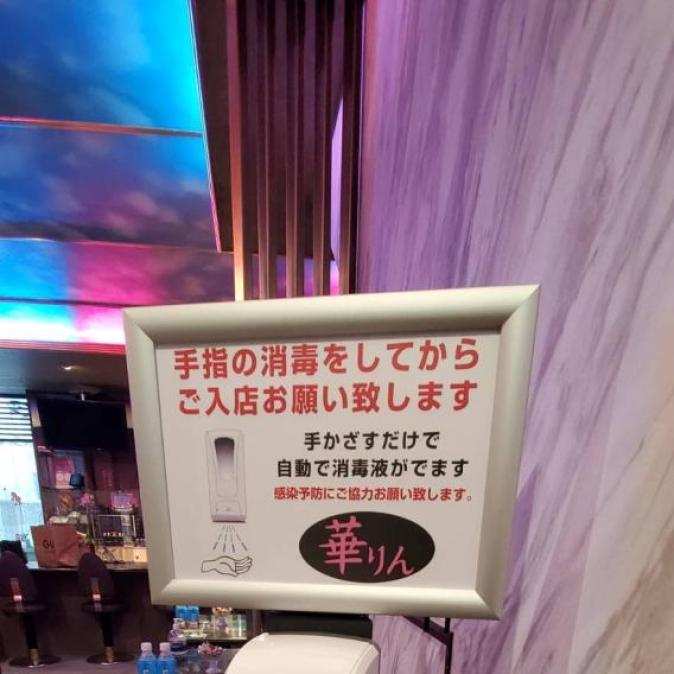 手指の消毒をしてから
ご入店お願い致します
手かざすだけで
自動で消毒液がでます
感染予防にご協力お願い致します。
華りん